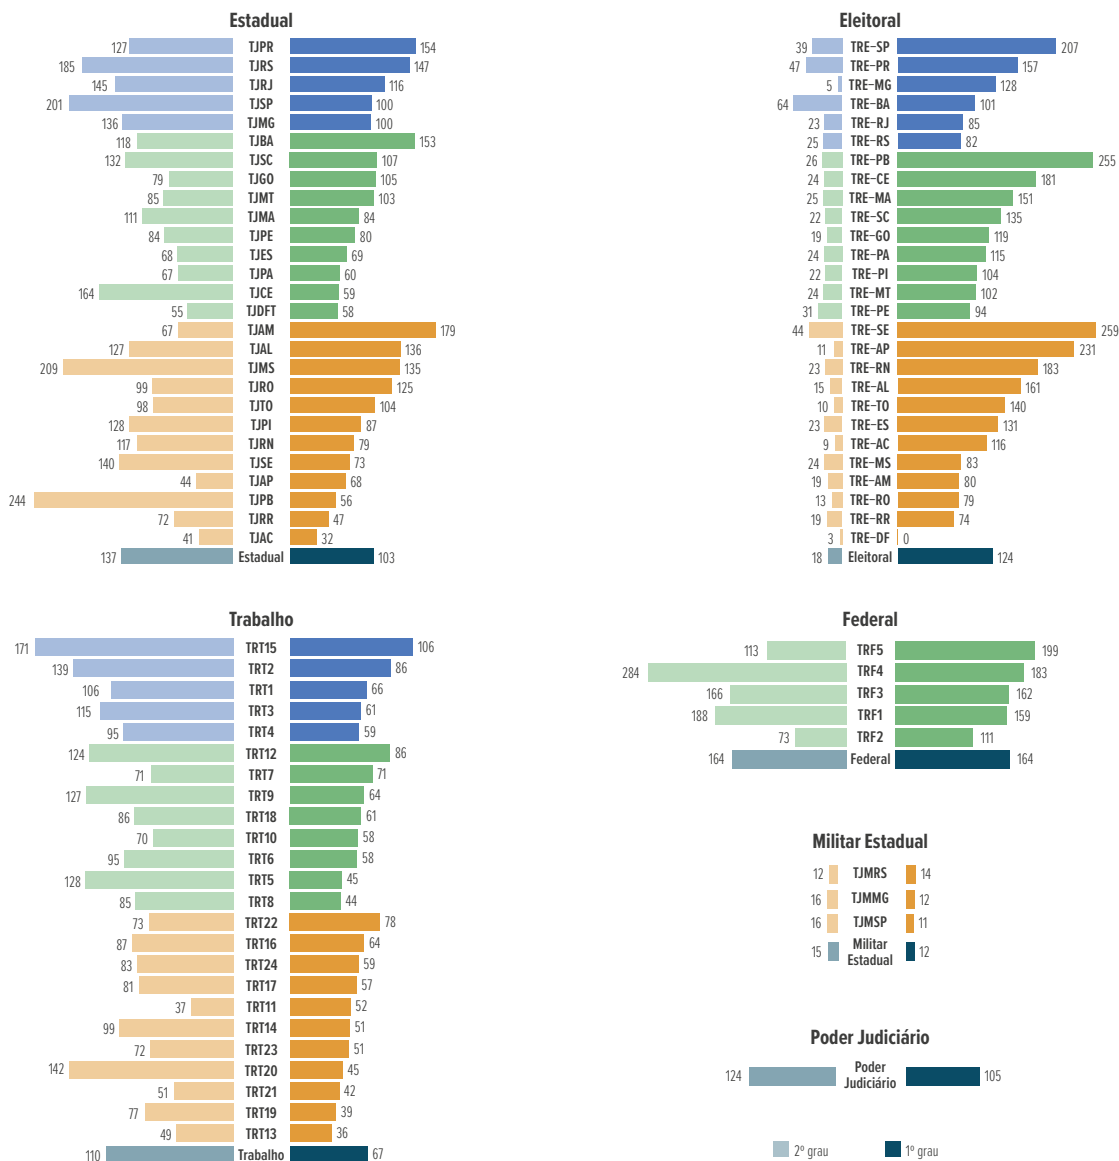 Estadual
127 TJPR 154
185 TJRS 147
145 TJRJ 116
201 TJSP 100
136 TJMG 100
118 TJBA 153
132 TJSC 107
79 TJGO 105
85 TJMT 103
111 TJMA 84
84 TJPE 80
68 TJES 69
67 TJPA 60
164 TJCE 59
55 TJDFT 58
67 TJAM 179
127 TJAL 136
209 TJMS 135
99 TJRO 125
98 TJTO 104
128 TJPI 87
117 TJRN 79
140 TJSE 73
44 TJAP 68
244 TJPB 56
72 TJRR 47
41 TJAC 32
137 Estadual 103
Eleitoral
39 TRE-SP 207
47 TRE-PR 157
5 TRE-MG 128
64 TRE-BA 101
23 TRE-RJ 85
25 TRE-RS 82
26 TRE-PB 255
24 TRE-CE 181
25 TRE-MA 151
22 TRE-SC 135
19 TRE-GO 119
24 TRE-PA 115
22 TRE-PI 104
24 TRE-MT 102
31 TRE-PE 94
44 TRE-SE 259
11 TRE-AP 231
23 TRE-RN 183
15 TRE-AL 161
10 TRE-TO 140
23 TRE-ES 131
9 TRE-AC 116
24 TRE-MS 83
19 TRE-AM 80
13 TRE-RO 79
19 TRE-RR 74
3 TRE-DF 0
18 Eleitoral 124
Trabalho
171 TRT15 106
139 TRT2 86
106 TRT1 66
115 TRT3 61
95 TRT4 59
124 TRT12 86
71 TRT7 71
127 TRT9 64
86 TRT18 61
70 TRT10 58
95 TRT6 58
128 TRT5 45
85 TRT8 44
73 TRT22 78
87 TRT16 64
83 TRT24 59
81 TRT17 57
37 TRT11 52
99 TRT14 51
72 TRT23 51
142 TRT20 45
51 TRT21 42
77 TRT19 39
49 TRT13 36
110 Trabalho 67
Federal
113 TRF5 199
284 TRF4 183
166 TRF3 162
188 TRF1 159
73 TRF2 111
164 Federal 164
Militar Estadual
12 TJMRS 14
16 TJMMG 12
16 TJMSP 11
15 Militar 12
Estadual
Poder Judiciário
124 Poder 105
Judiciário
2º grau 1º grau